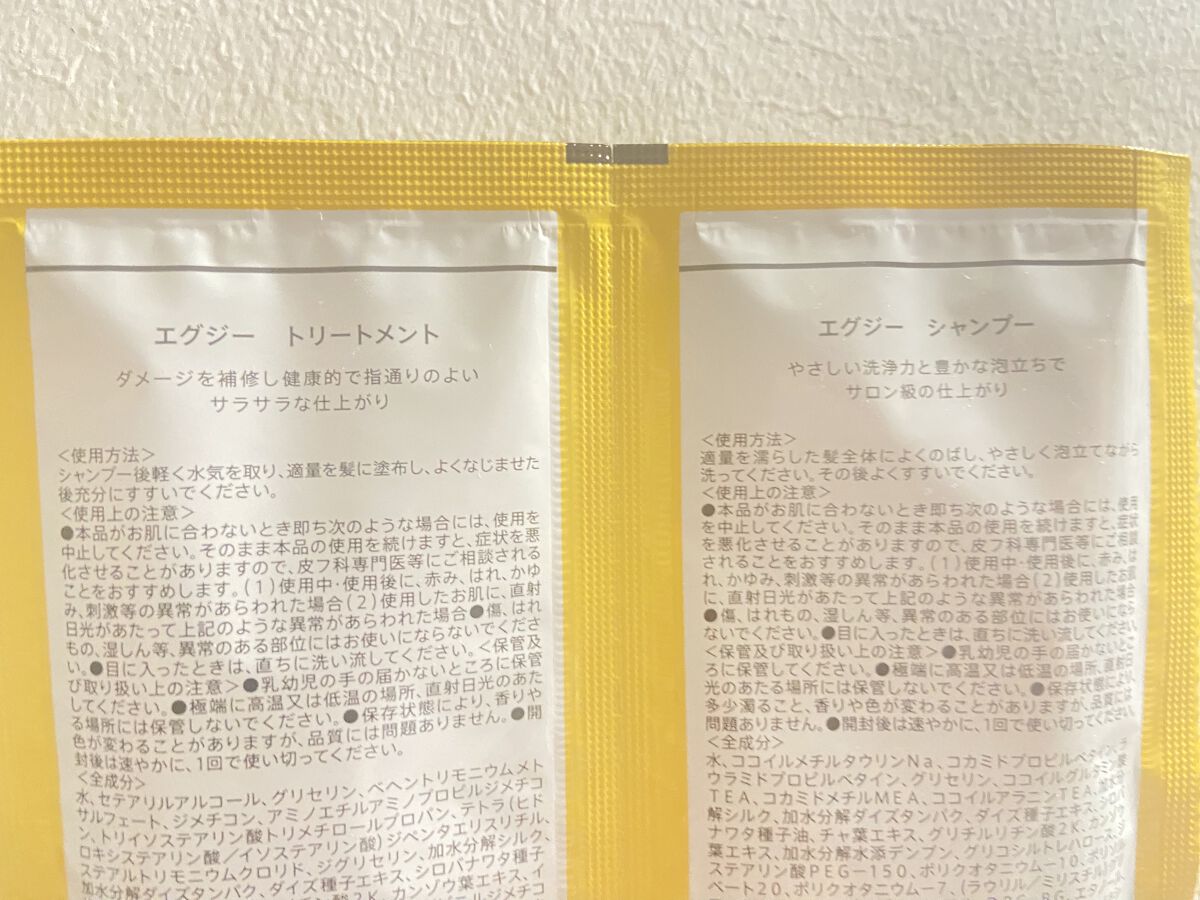 エグジー　トリートメント
ダメージを補修し健康的で指通りのよい
サラサラな仕上がり
＜使用方法＞
シャンプー後軽く水気を取り、適量を髪に塗布し、よくなじませた
後充分にすすいでください。
＜使用上の注意＞
●本品がお肌に合わないとき即ち次のような場合には、使用を
中止してください。そのまま本品の使用を続けますと、症状を悪
化させることがありますので、皮フ科専門医等にご相談される
ことをおすすめします。(1)使用中・使用後に、赤み、はれ、かゆ
み、刺激等の異常があらわれた場合(2)使用したお肌に、直射
日光があたって上記のような異常があらわれた場合●傷、はれ
もの、湿しん等、異常のある部位にはお使いにならないでくださ
い。●目に入ったときは、直ちに洗い流してください。＜保管及
び取り扱い上の注意＞●乳幼児の手の届かないところに保管
してください。●極端に高温又は低温の場所、直射日光のあた
る場所には保管しないでください。●保存状態により、香りや
色が変わることがありますが、品質には問題ありません。●開
封後は速やかに、1回で使い切ってください。
＜全成分＞
水、セテアリルアルコール、グリセリン、ベヘントリモニウムメト
サルフェート、ジメチコン、アミノエチルアミノプロピルジメチコ
ン、トリイソステアリン酸トリメチロールプロパン、テトラ(ヒド
ロキシステアリン酸／イソステアリン酸)ジペンタエリスリチル、
ステアルトリモニウムクロリド、ジグリセリン、加水分解シルク、
加水分解ダイズタンパク、ダイズ種子エキス、シロバナワタ種子
2K、カンゾウ葉エキス、イ
エグジー　シャンプー
やさしい洗浄力と豊かな泡立ちで
サロン級の仕上がり
＜使用方法＞
適量を濡らした髪全体によくのばし、やさしく泡立てながら
洗ってください。その後よくすすいでください。
＜使用上の注意＞
●本品がお肌に合わないとき即ち次のような場合には、使用
を中止してください。そのまま本品の使用を続けますと、症状
を悪化させることがありますので、皮フ科専門医等にご相談
されることをおすすめします。(1)使用中・使用後に、赤み、は
れ、かゆみ、刺激等の異常があらわれた場合(2)使用したお肌
に、直射日光があたって上記のような異常があらわれた場合
●傷、はれもの、湿しん等、異常のある部位にはお使いになら
ないでください。●目に入ったときは、直ちに洗い流してください
＜保管及び取り扱い上の注意＞●乳幼児の手の届かないとこ
ろに保管してください。●極端に高温又は低温の場所、直射日
光のあたる場所には保管しないでください。●保存状態により、
多少濁ること、香りや色が変わることがありますが、品質には
問題ありません。●開封後は速やかに、1回で使い切ってください
＜全成分＞
水、ココイルメチルタウリンNa、コカミドプロピルベタイン、
ウラミドプロピルベタイン、グリセリン、ココイルグルタミン酸
TEA、コカミドメチルMEA、ココイルアラニンTEA、加水分
解シルク、加水分解ダイズタンパク、ダイズ種子エキス、シロバ
ナワタ種子油、チャ葉エキス、グリチルリチン酸2K、カンゾウ
葉エキス、加水分解水添デンプン、グリコシルトレハロース、
ステアリン酸PEG-150、ポリクオタニウム-10、ポリソル
ベート20、ポリクオタニウム-7、(ラウリル／ミリスチル)